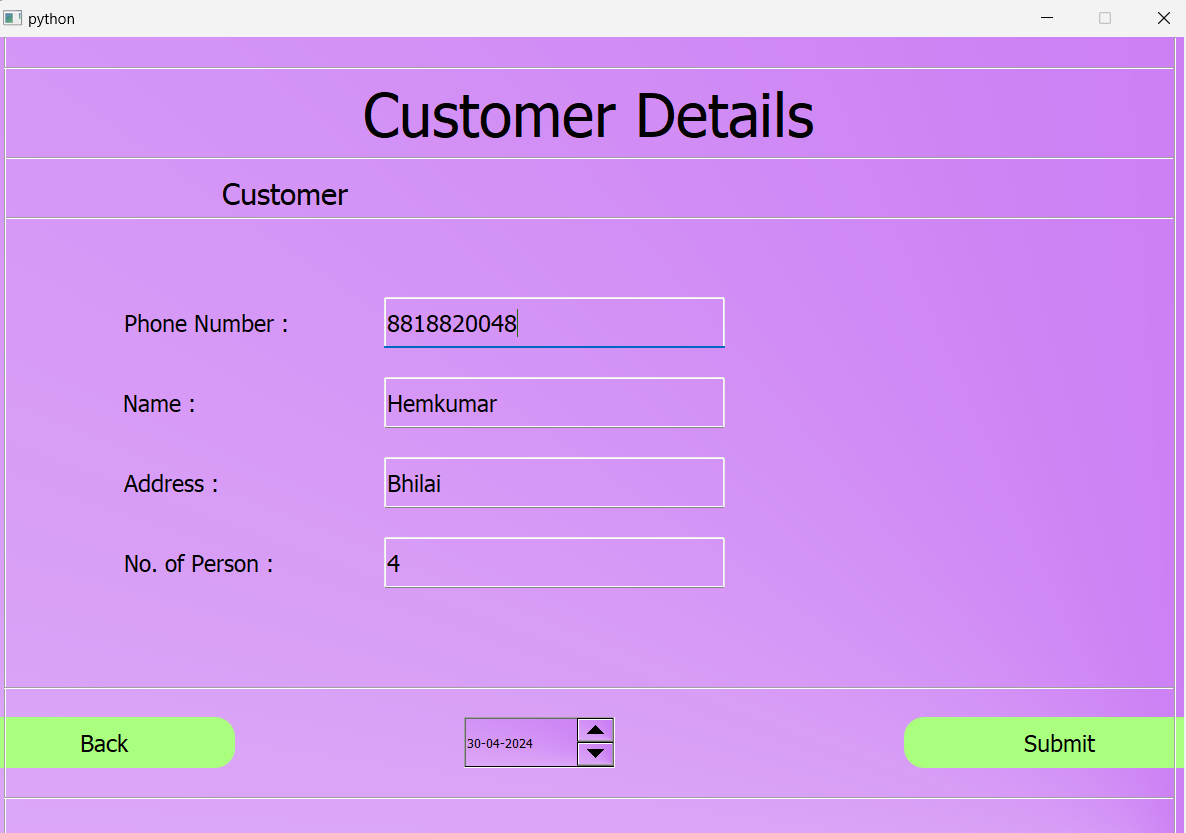 python
Customer Details
Customer
Phone Number : 8818820048
Name : Hemkumar
Address : Bhilai
No. of Person : 4
Back 30-04-2024 Submit